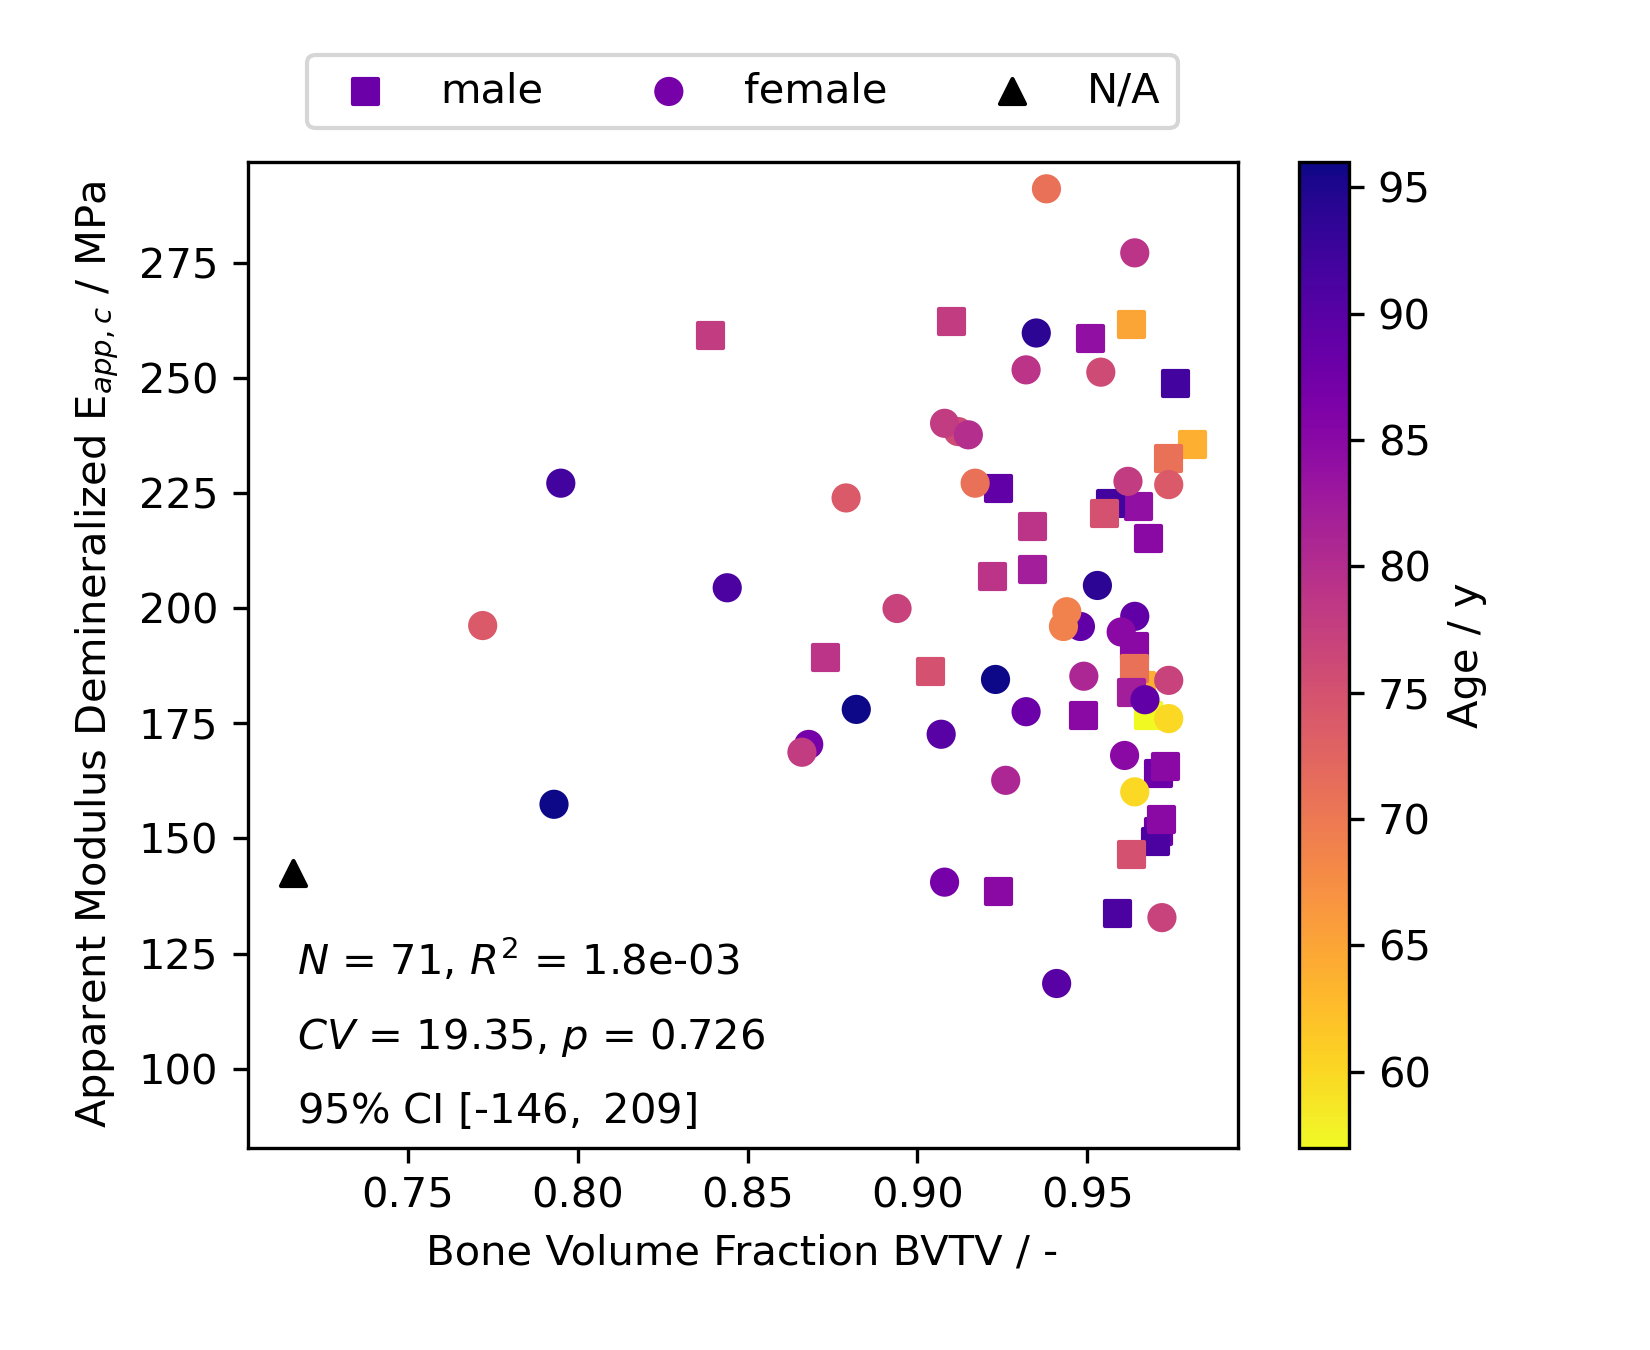 male female N/A
Apparent Modulus Demineralized E_app,c / MPa
275
250
225
200
175
150
125
100
N = 71, R² = 1.8e-03
CV = 19.35, p = 0.726
95% CI [-146, 209]
0.75 0.80 0.85 0.90 0.95
Bone Volume Fraction BVTV / -
95
90
85
80
75
70
65
60
Age / y